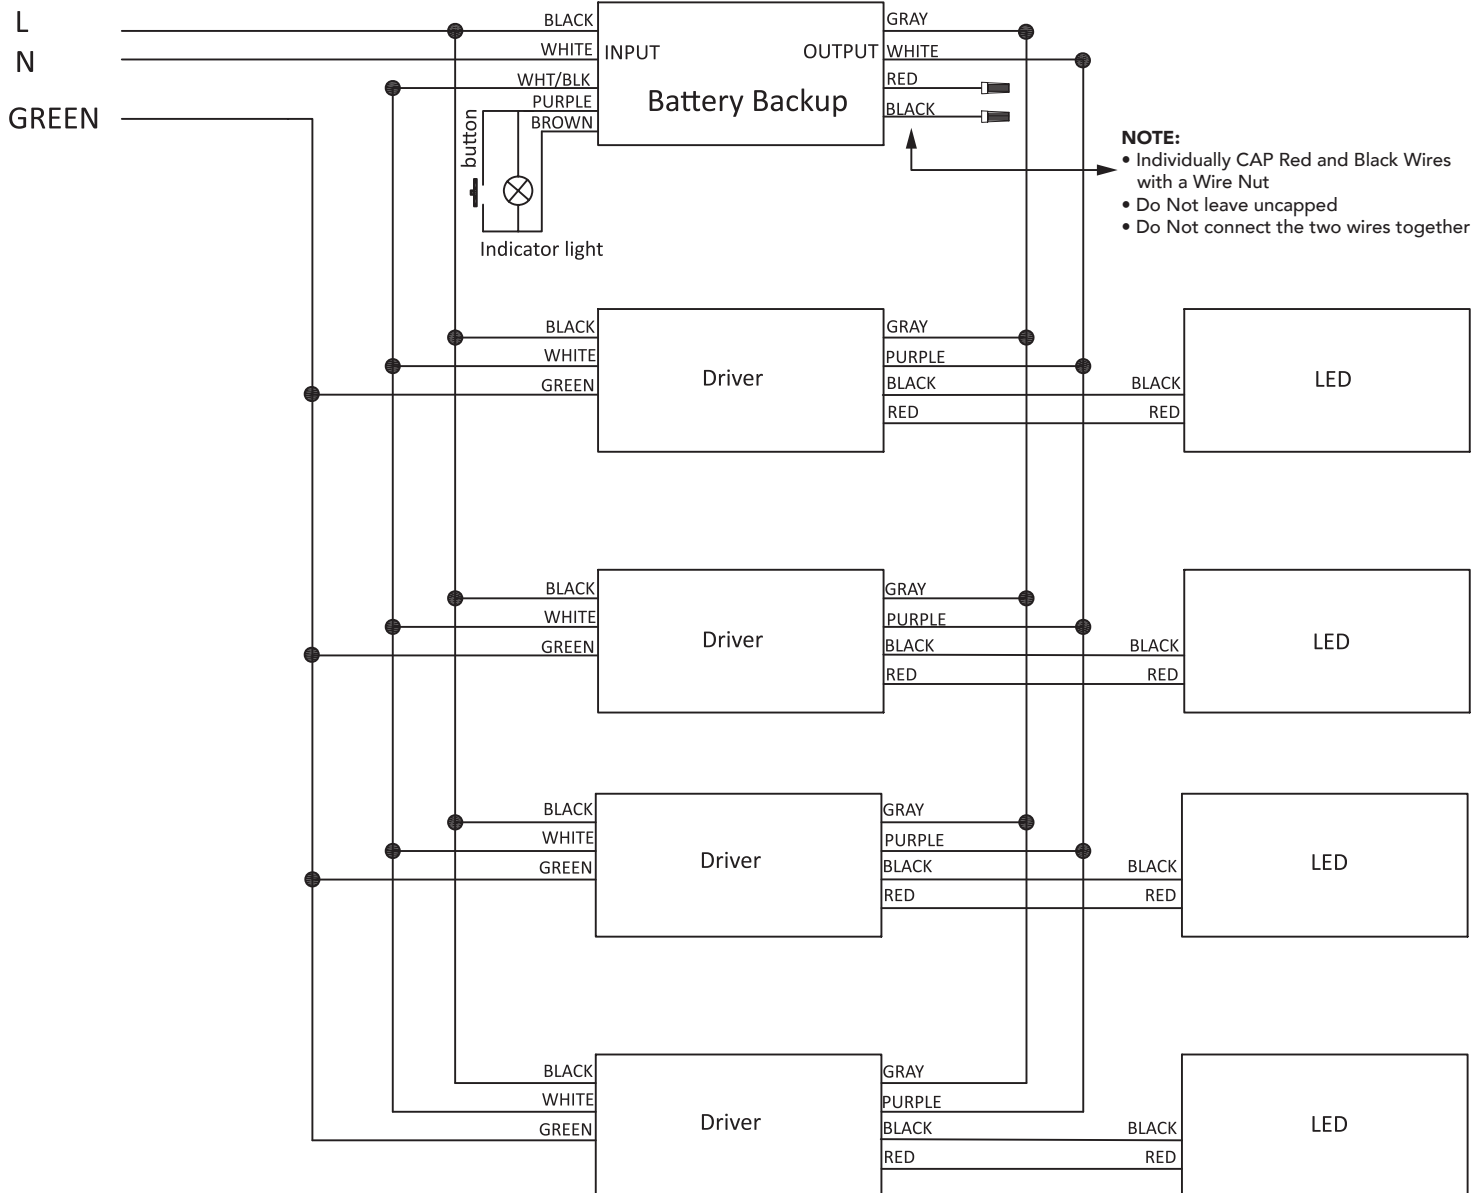 L
N
GREEN
BLACK
WHITE
WHT/BLK
PURPLE
BROWN
INPUT
OUTPUT
Battery Backup
GRAY
WHITE
RED
BLACK
button
Indicator light
NOTE:
• Individually CAP Red and Black Wires
with a Wire Nut
• Do Not leave uncapped
• Do Not connect the two wires together
BLACK
WHITE
GREEN
Driver
GRAY
PURPLE
BLACK
RED
BLACK
RED
LED
BLACK
WHITE
GREEN
Driver
GRAY
PURPLE
BLACK
RED
BLACK
RED
LED
BLACK
WHITE
GREEN
Driver
GRAY
PURPLE
BLACK
RED
BLACK
RED
LED
BLACK
WHITE
GREEN
Driver
GRAY
PURPLE
BLACK
RED
BLACK
RED
LED